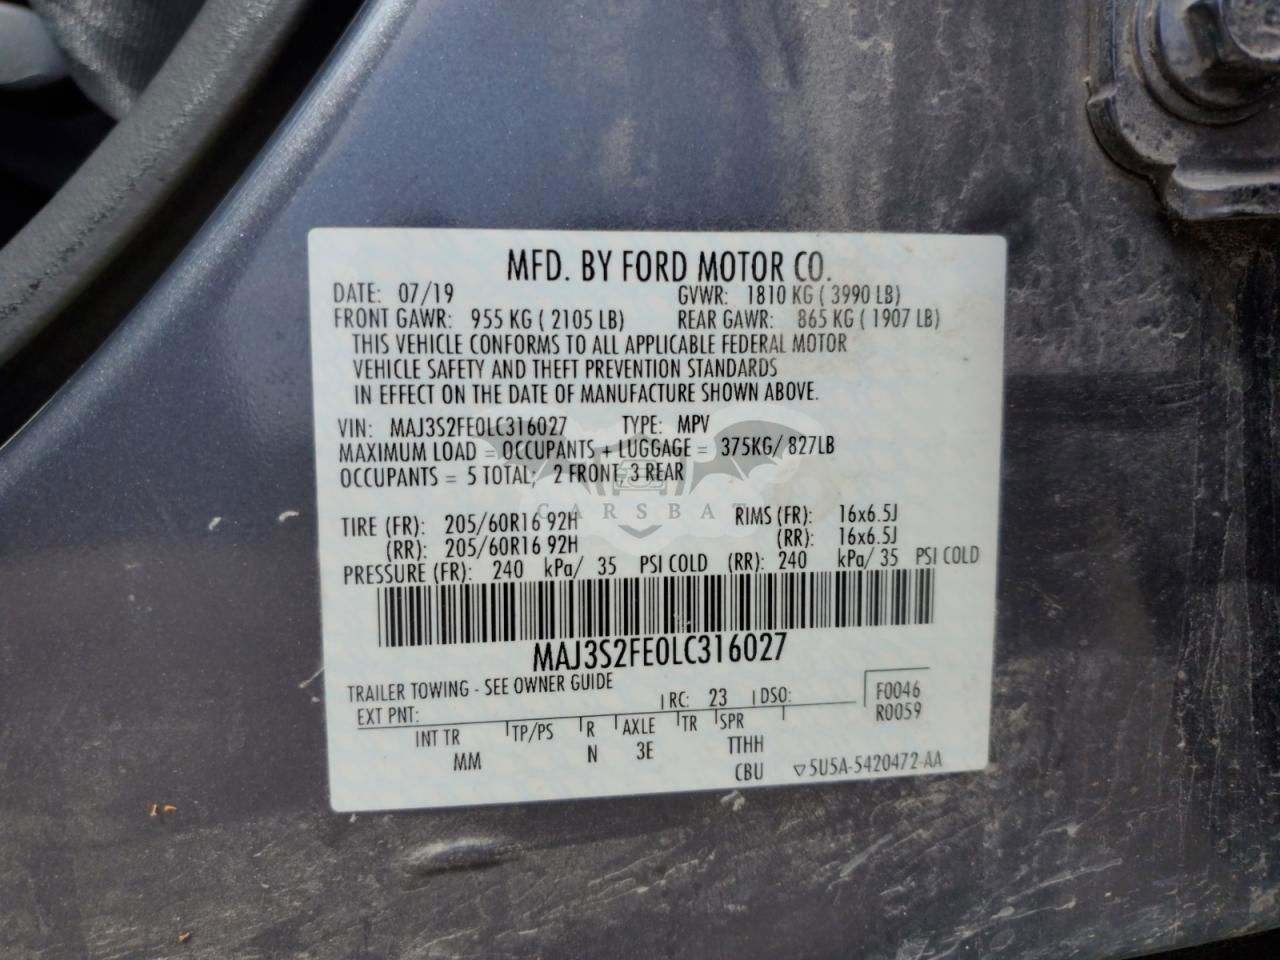 MFD. BY FORD MOTOR CO.
DATE: 07/19 GVWR: 1810 KG ( 3990 LB)
FRONT GAWR: 955 KG ( 2105 LB) REAR GAWR: 865 KG ( 1907 LB)
THIS VEHICLE CONFORMS TO ALL APPLICABLE FEDERAL MOTOR
VEHICLE SAFETY AND THEFT PREVENTION STANDARDS
IN EFFECT ON THE DATE OF MANUFACTURE SHOWN ABOVE.
VIN: MAJ3S2FE0LC316027 TYPE: MPV
MAXIMUM LOAD = OCCUPANTS + LUGGAGE = 375KG/ 827LB
OCCUPANTS = 5 TOTAL; 2 FRONT, 3 REAR
CARSBAT
TIRE (FR): 205/60R16 92H RIMS (FR): 16x6.5J
(RR): 205/60R16 92H (RR): 16x6.5J
PRESSURE (FR): 240 kPa/ 35 PSI COLD (RR): 240 kPa/ 35 PSI COLD
MAJ3S2FE0LC316027
TRAILER TOWING - SEE OWNER GUIDE
EXT PNT: RC: 23 DSO: F0046
R0059
INT TR TP/PS R AXLE TR SPR
MM N 3E TTHH
CBU ▽5U5A-5420472-AA